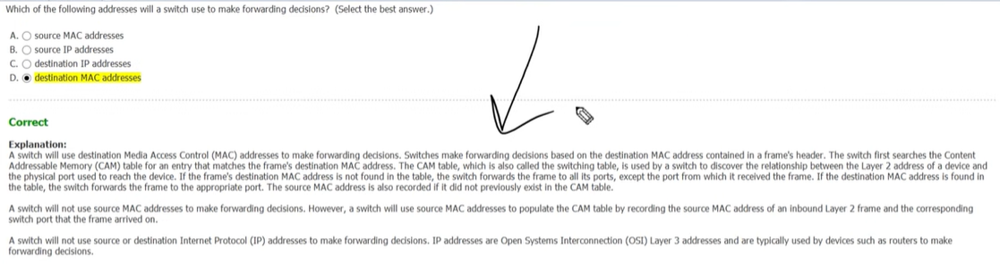 Which of the following addresses will a switch use to make forwarding decisions? (Select the best answer.)
A. source MAC addresses
B. source IP addresses
C. destination IP addresses
D. destination MAC addresses
Correct
Explanation:
A switch will use destination Media Access Control (MAC) addresses to make forwarding decisions. Switches make forwarding decisions based on the destination MAC address contained in a frame's header. The switch first searches the Content
Addressable Memory (CAM) table for an entry that matches the frame's destination MAC address. The CAM table, which is also called the switching table, is used by a switch to discover the relationship between the Layer 2 address of a device and
the physical port used to reach the device. If the frame's destination MAC address is not found in the table, the switch forwards the frame to all its ports, except the port from which it received the frame. If the destination MAC address is found in
the table, the switch forwards the frame to the appropriate port. The source MAC address is also recorded if it did not previously exist in the CAM table.
A switch will not use source MAC addresses to make forwarding decisions. However, a switch will use source MAC addresses to populate the CAM table by recording the source MAC address of an inbound Layer 2 frame and the corresponding
switch port that the frame arrived on.
A switch will not use source or destination Internet Protocol (IP) addresses to make forwarding decisions. IP addresses are Open Systems Interconnection (OSI) Layer 3 addresses and are typically used by devices such as routers to make
forwarding decisions.